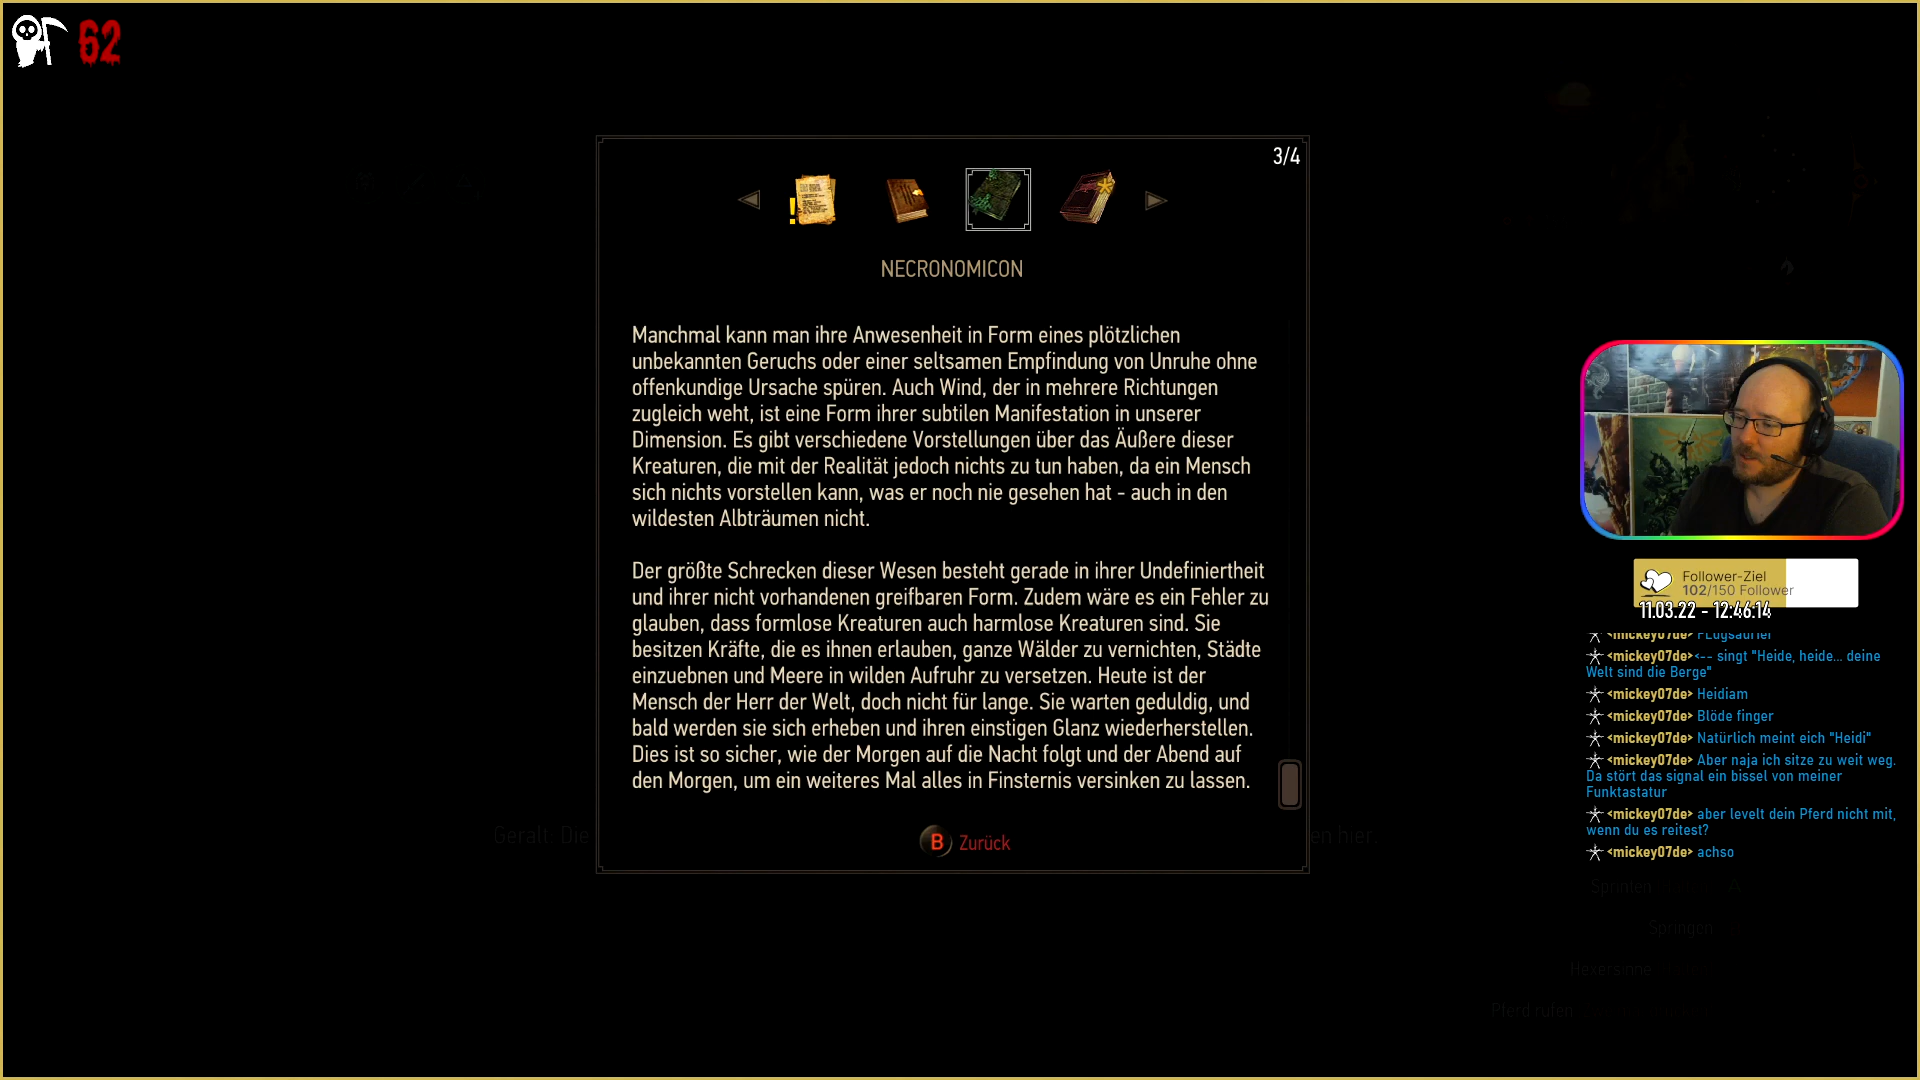 62
3/4
NECRONOMICON
Manchmal kann man ihre Anwesenheit in Form eines plötzlichen
unbekannten Geruchs oder einer seltsamen Empfindung von Unruhe ohne
offenkundige Ursache spüren. Auch Wind, der in mehrere Richtungen
zugleich weht, ist eine Form ihrer subtilen Manifestation in unserer
Dimension. Es gibt verschiedene Vorstellungen über das Äußere dieser
Kreaturen, die mit der Realität jedoch nichts zu tun haben, da ein Mensch
sich nichts vorstellen kann, was er noch nie gesehen hat - auch in den
wildesten Albträumen nicht.
Der größte Schrecken dieser Wesen besteht gerade in ihrer Undefiniertheit
und ihrer nicht vorhandenen greifbaren Form. Zudem wäre es ein Fehler zu
glauben, dass formlose Kreaturen auch harmlose Kreaturen sind. Sie
besitzen Kräfte, die es ihnen erlauben, ganze Wälder zu vernichten, Städte
einzuebnen und Meere in wilden Aufruhr zu versetzen. Heute ist der
Mensch der Herr der Welt, doch nicht für lange. Sie warten geduldig, und
bald werden sie sich erheben und ihren einstigen Glanz wiederherstellen.
Dies ist so sicher, wie der Morgen auf die Nacht folgt und der Abend auf
den Morgen, um ein weiteres Mal alles in Finsternis versinken zu lassen.
Geralt: Die
en hier.
B Zurück
Follower-Ziel
102/150 Follower
11.03.22 - 12:46:14
<mickey07de> FLugsaurier
<mickey07de> <-- singt "Heide, heide... deine
Welt sind die Berge"
<mickey07de> Heidiam
<mickey07de> Blöde finger
<mickey07de> Natürlich meint eich "Heidi"
<mickey07de> Aber naja ich sitze zu weit weg.
Da stört das signal ein bissel von meiner
Funktastatur
<mickey07de> aber levelt dein Pferd nicht mit,
wenn du es reitest?
<mickey07de> achso
Sprinten
Springen
Hexersinne
Pferd rufen